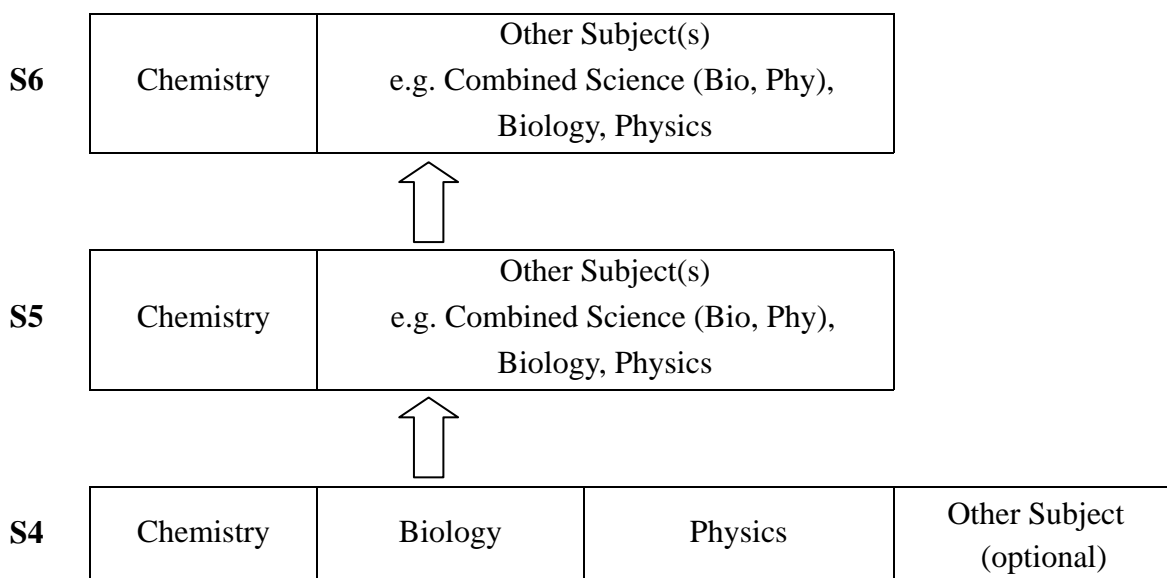 S6
Chemistry
Other Subject(s)
e.g. Combined Science (Bio, Phy),
Biology, Physics
S5
Chemistry
Other Subject(s)
e.g. Combined Science (Bio, Phy),
Biology, Physics
S4
Chemistry
Biology
Physics
Other Subject
(optional)